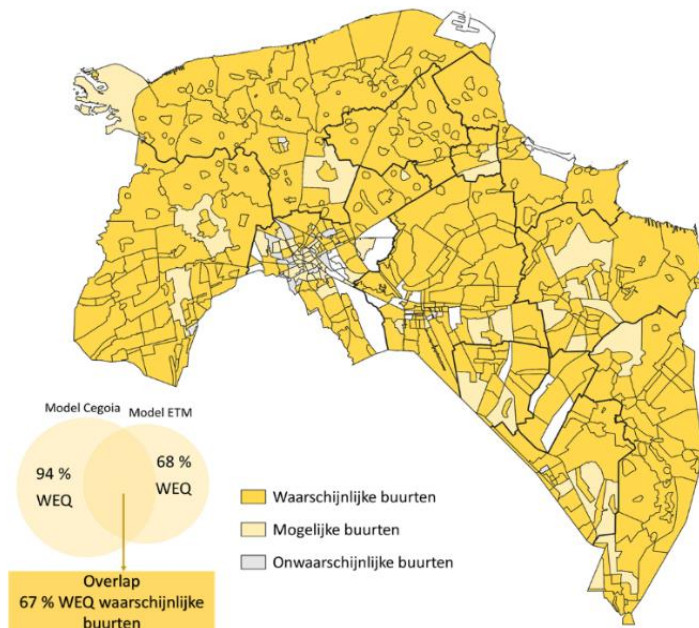 Model Cegoia
Model ETM
94 %
WEQ
68 %
WEQ
Overlap
67 % WEQ waarschijnlijke
buurten
Waarschijnlijke buurten
Mogelijke buurten
Onwaarschijnlijke buurten